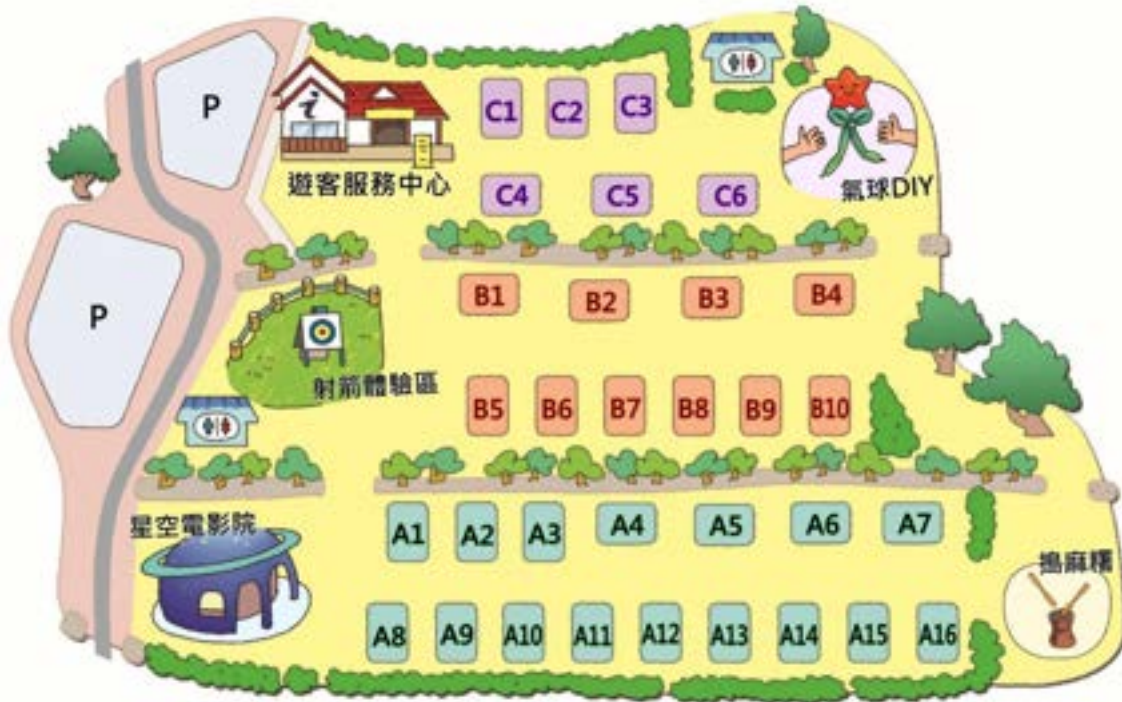 P
i
遊客服務中心
C1 C2 C3
氣球DIY
C4 C5 C6
B1 B2 B3 B4
P
射箭體驗區
B5 B6 B7 B8 B9 B10
星空電影院
A1 A2 A3 A4 A5 A6 A7
搗麻糬
A8 A9 A10 A11 A12 A13 A14 A15 A16